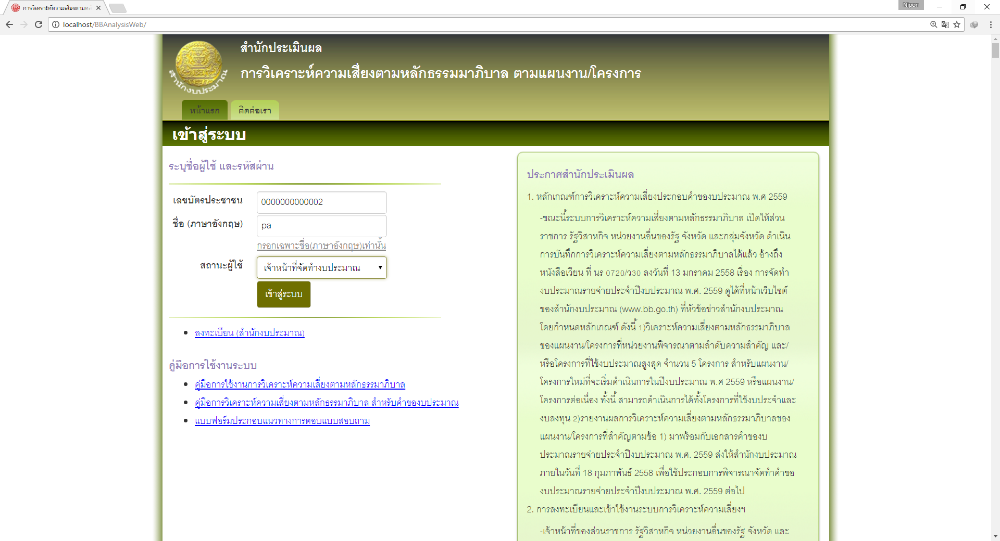 การวิเคราะห์ความเสี่ยงตามหลั
Nipon
localhost/BBAnalysisWeb/
สำนักงบประมาณ
สำนักประเมินผล
การวิเคราะห์ความเสี่ยงตามหลักธรรมมาภิบาล ตามแผนงาน/โครงการ
หน้าแรก
ติดต่อเรา
เข้าสู่ระบบ
ระบุชื่อผู้ใช้ และรหัสผ่าน
เลขบัตรประชาชน
0000000000002
ชื่อ (ภาษาอังกฤษ)
pa
กรอกเฉพาะชื่อ(ภาษาอังกฤษ)เท่านั้น
สถานะผู้ใช้
เจ้าหน้าที่จัดทำงบประมาณ
เข้าสู่ระบบ
ลงทะเบียน (สำนักงบประมาณ)
คู่มือการใช้งานระบบ
คู่มือการใช้งานการวิเคราะห์ความเสี่ยงตามหลักธรรมาภิบาล
คู่มือการวิเคราะห์ความเสี่ยงตามหลักธรรมาภิบาล สำหรับคำของบประมาณ
แบบฟอร์มประกอบแนวทางการตอบแบบสอบถาม
ประกาศสำนักประเมินผล
1. หลักเกณฑ์การวิเคราะห์ความเสี่ยงประกอบคำของบประมาณ พ.ศ 2559
-ขณะนี้ระบบการวิเคราะห์ความเสี่ยงตามหลักธรรมาภิบาล เปิดให้ส่วน
ราชการ รัฐวิสาหกิจ หน่วยงานอื่นของรัฐ จังหวัด และกลุ่มจังหวัด ดำเนิน
การบันทึกการวิเคราะห์ความเสี่ยงตามหลักธรรมาภิบาลได้แล้ว อ้างถึง
หนังสือเวียน ที่ นร 0720/ว30 ลงวันที่ 13 มกราคม 2558 เรื่อง การจัดทำ
งบประมาณรายจ่ายประจำปีงบประมาณ พ.ศ. 2559 ดูได้ที่หน้าเว็บไซต์
ของสำนักงบประมาณ (www.bb.go.th) ที่หัวข้อข่าวสำนักงบประมาณ
โดยกำหนดหลักเกณฑ์ ดังนี้ 1)วิเคราะห์ความเสี่ยงตามหลักธรรมาภิบาล
ของแผนงาน/โครงการที่หน่วยงานพิจารณาตามลำดับความสำคัญ และ/
หรือโครงการที่ใช้งบประมาณสูงสุด จำนวน 5 โครงการ สำหรับแผนงาน/
โครงการใหม่ที่จะเริ่มดำเนินการในปีงบประมาณ พ.ศ 2559 หรือแผนงาน/
โครงการต่อเนื่อง ทั้งนี้ สามารถดำเนินการได้ทั้งโครงการที่ใช้งบประจำและ
งบลงทุน 2)รายงานผลการวิเคราะห์ความเสี่ยงตามหลักธรรมาภิบาลของ
แผนงาน/โครงการที่สำคัญตามข้อ 1) มาพร้อมกับเอกสารคำของบ
ประมาณรายจ่ายประจำปีงบประมาณ พ.ศ. 2559 ส่งให้สำนักงบประมาณ
ภายในวันที่ 18 กุมภาพันธ์ 2558 เพื่อใช้ประกอบการพิจารณาจัดทำคำขอ
งบประมาณรายจ่ายประจำปีงบประมาณ พ.ศ. 2559 ต่อไป
2. การลงทะเบียนและเข้าใช้งานระบบการวิเคราะห์ความเสี่ยงฯ
-เจ้าหน้าที่ของส่วนราชการ รัฐวิสาหกิจ หน่วยงานอื่นของรัฐ จังหวัด และ